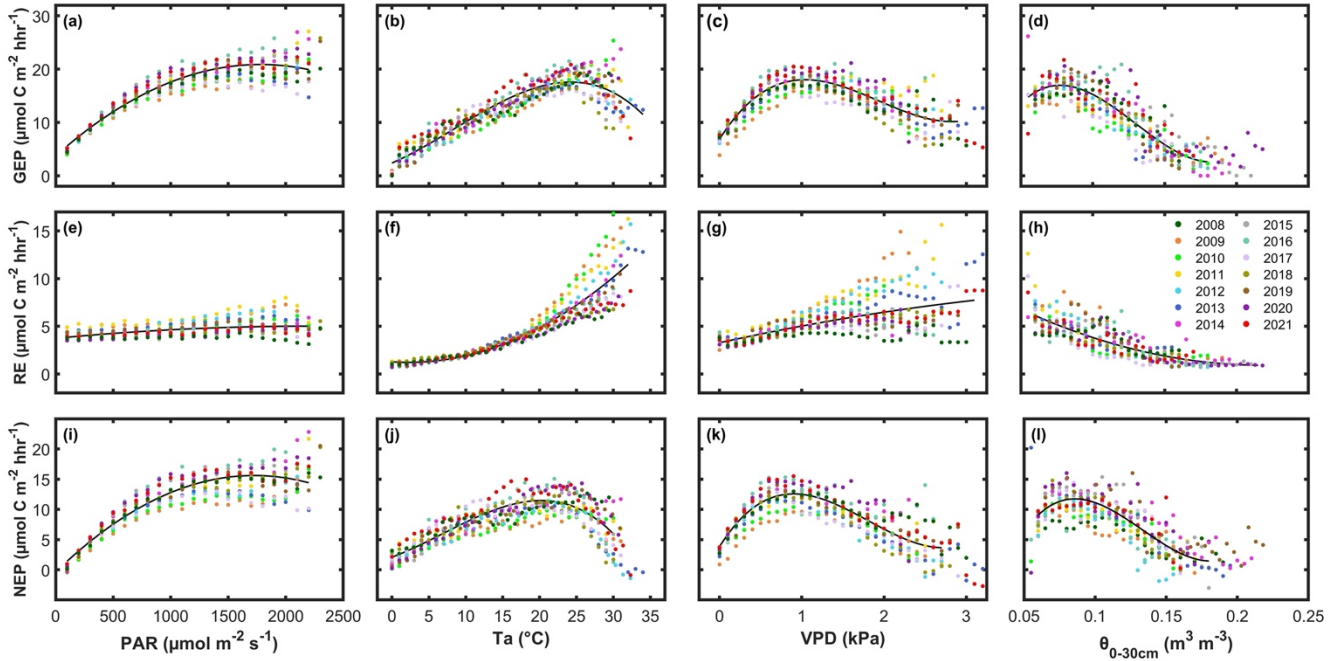 (a) (b) (c) (d)
GEP (µmol C m⁻² hhr⁻¹)
30
20
10
0
(e) (f) (g) (h)
RE (µmol C m⁻² hhr⁻¹)
15
10
5
0
2008 2015
2009 2016
2010 2017
2011 2018
2012 2019
2013 2020
2014 2021
(i) (j) (k) (l)
NEP (µmol C m⁻² hhr⁻¹)
20
15
10
5
0
0 500 1000 1500 2000 2500 0 5 10 15 20 25 30 35 0 1 2 3 0.05 0.1 0.15 0.2 0.25
PAR (µmol m⁻² s⁻¹) Ta (°C) VPD (kPa) θ0-30cm (m³ m⁻³)